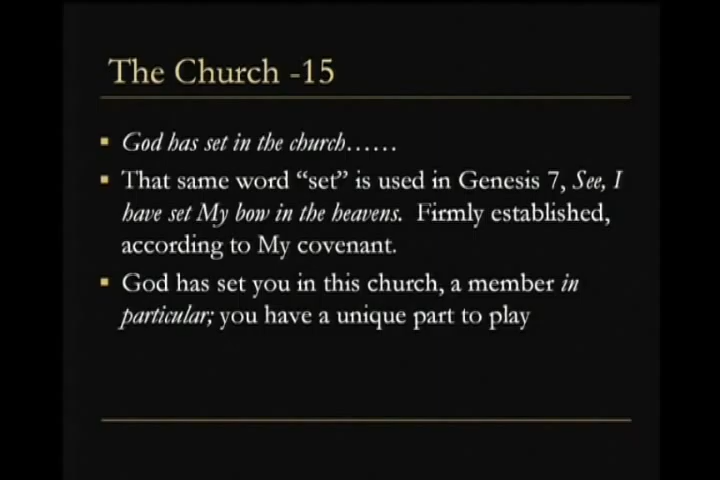 The Church -15
▪ God has set in the church......
▪ That same word “set” is used in Genesis 7, See, I
have set My bow in the heavens. Firmly established,
according to My covenant.
▪ God has set you in this church, a member in
particular; you have a unique part to play